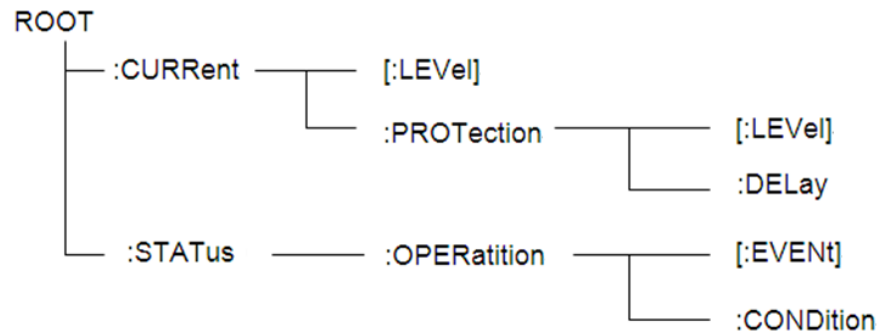 ROOT
:CURRent [:LEVel]
:PROTection [:LEVel]
:DELay
:STATus :OPERatition [:EVENt]
:CONDition